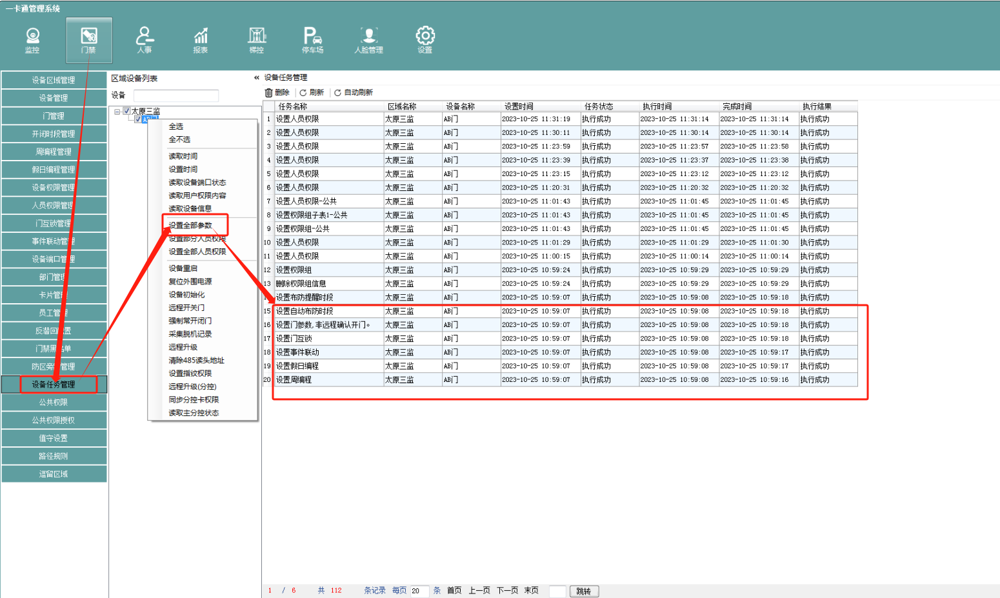 一卡通管理系统
监控
门禁
人事
报表
梯控
停车场
人脸管理
设置
设备区域管理
设备管理
门管理
开闭时段管理
周编程管理
假日编程管理
设备权限管理
人员权限管理
门互锁管理
事件联动管理
设备端口管理
部门管理
卡片管理
员工管理
反潜回设置
门禁黑名单
防区旁路管理
设备任务管理
公共权限
公共权限授权
值守设置
路径规则
逗留区域
区域设备列表 «
设备
太原三监
全选
全不选
读取时间
设置时间
读取设备端口状态
读取用户权限内容
读取设备信息
设置全部参数
设置部分人员权限
设置全部人员权限
设备重启
复位外围电源
设备初始化
远程开关门
强制常开闭门
采集脱机记录
远程升级
清除485读头地址
设置指纹权限
远程升级(分控)
同步分控卡权限
读取主分控状态
设备任务管理
删除 刷新 自动刷新
任务名称 区域名称 设备名称 设置时间 任务状态 执行时间 完成时间 执行结果
1 设置人员权限 太原三监 AB门 2023-10-25 11:31:19 执行成功 2023-10-25 11:31:14 2023-10-25 11:31:14 执行成功
2 设置人员权限 太原三监 AB门 2023-10-25 11:30:11 执行成功 2023-10-25 11:30:14 2023-10-25 11:30:14 执行成功
3 设置人员权限 太原三监 AB门 2023-10-25 11:23:59 执行成功 2023-10-25 11:23:57 2023-10-25 11:23:58 执行成功
4 设置人员权限 太原三监 AB门 2023-10-25 11:23:39 执行成功 2023-10-25 11:23:37 2023-10-25 11:23:38 执行成功
5 设置人员权限 太原三监 AB门 2023-10-25 11:23:15 执行成功 2023-10-25 11:23:12 2023-10-25 11:23:12 执行成功
6 设置人员权限 太原三监 AB门 2023-10-25 11:20:31 执行成功 2023-10-25 11:20:32 2023-10-25 11:20:32 执行成功
7 设置人员权限-公共 太原三监 AB门 2023-10-25 11:01:43 执行成功 2023-10-25 11:01:45 2023-10-25 11:01:45 执行成功
8 设置权限组子表1-公共 太原三监 AB门 2023-10-25 11:01:43 执行成功 2023-10-25 11:01:45 2023-10-25 11:01:45 执行成功
9 设置权限组-公共 太原三监 AB门 2023-10-25 11:01:43 执行成功 2023-10-25 11:01:45 2023-10-25 11:01:45 执行成功
10 设置人员权限 太原三监 AB门 2023-10-25 11:01:29 执行成功 2023-10-25 11:01:29 2023-10-25 11:01:30 执行成功
11 设置人员权限 太原三监 AB门 2023-10-25 11:00:15 执行成功 2023-10-25 11:00:14 2023-10-25 11:00:14 执行成功
12 设置权限组 太原三监 AB门 2023-10-25 10:59:24 执行成功 2023-10-25 10:59:29 2023-10-25 10:59:29 执行成功
13 删除权限组信息 太原三监 AB门 2023-10-25 10:59:24 执行成功 2023-10-25 10:59:29 2023-10-25 10:59:29 执行成功
设置布防提醒时段 太原三监 AB门 2023-10-25 10:59:07 执行成功 2023-10-25 10:59:08 2023-10-25 10:59:18 执行成功
15 设置自动布防时段 太原三监 AB门 2023-10-25 10:59:07 执行成功 2023-10-25 10:59:08 2023-10-25 10:59:18 执行成功
16 设置门参数,非远程确认开门。 太原三监 AB门 2023-10-25 10:59:07 执行成功 2023-10-25 10:59:08 2023-10-25 10:59:18 执行成功
17 设置门互锁 太原三监 AB门 2023-10-25 10:59:07 执行成功 2023-10-25 10:59:08 2023-10-25 10:59:18 执行成功
18 设置事件联动 太原三监 AB门 2023-10-25 10:59:07 执行成功 2023-10-25 10:59:08 2023-10-25 10:59:17 执行成功
19 设置假日编程 太原三监 AB门 2023-10-25 10:59:07 执行成功 2023-10-25 10:59:08 2023-10-25 10:59:17 执行成功
20 设置周编程 太原三监 AB门 2023-10-25 10:59:07 执行成功 2023-10-25 10:59:08 2023-10-25 10:59:16 执行成功
1 / 6 共 112 条记录 每页 20 条 首页 上一页 下一页 末页 跳转